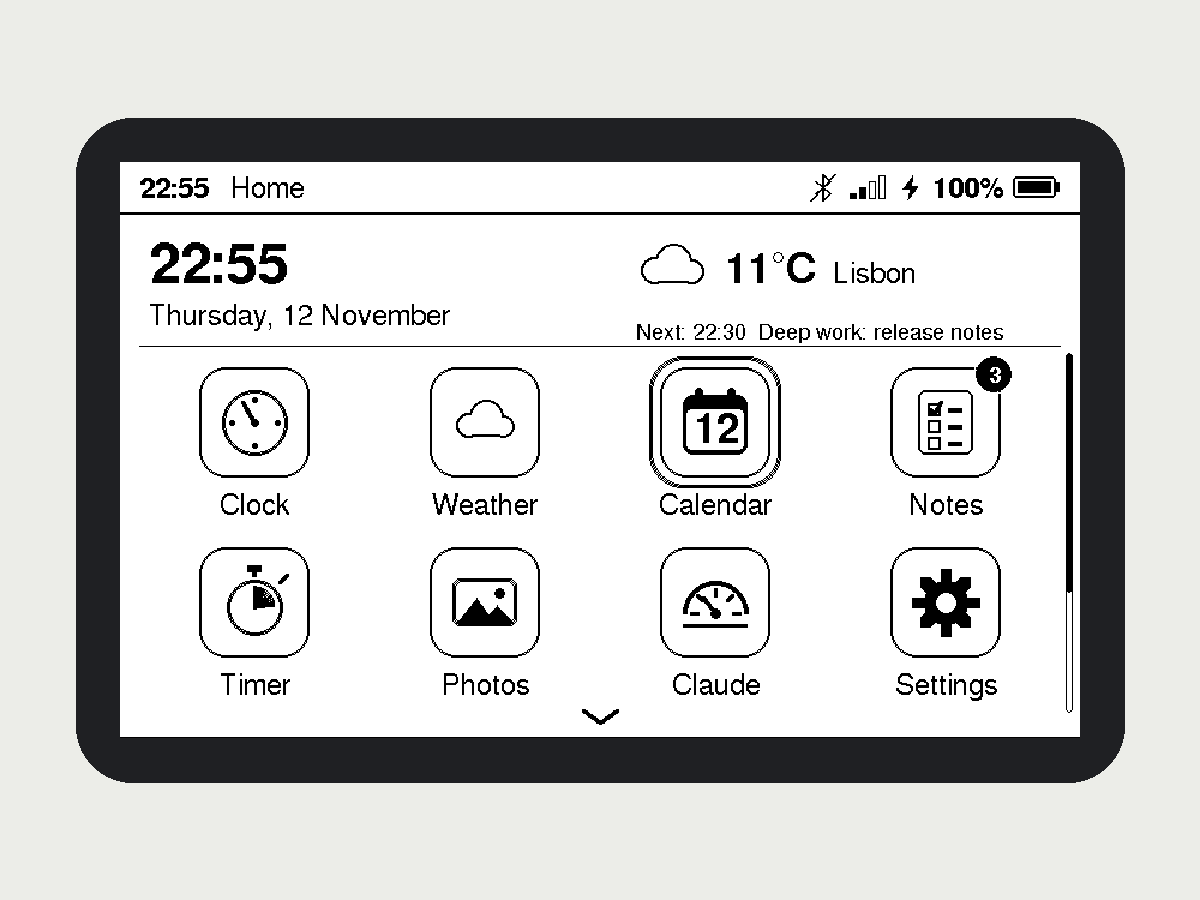 22:55 Home 100%
22:55
11°C Lisbon
Thursday, 12 November
Next: 22:30 Deep work: release notes
3
12
Clock Weather Calendar Notes
Timer Photos Claude Settings